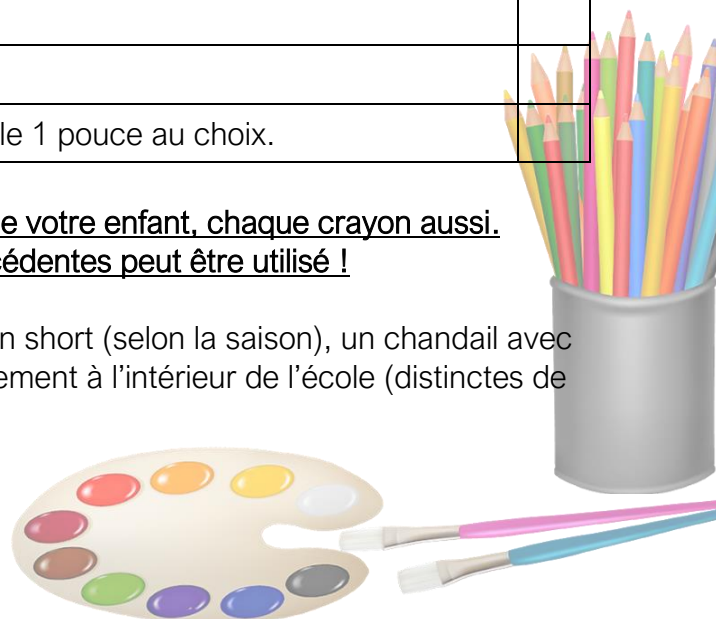 le 1 pouce au choix.
e votre enfant, chaque crayon aussi.
cédentes peut être utilisé !
n short (selon la saison), un chandail avec
ement à l’intérieur de l’école (distinctes de